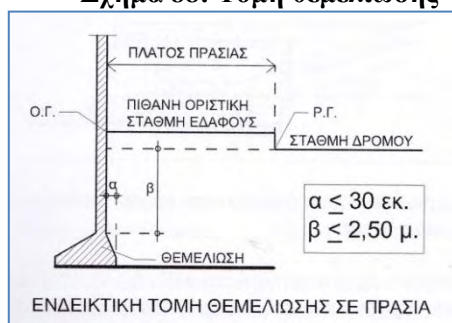 Σχήμα 88: Τομή θεμελίωσης
ΠΛΑΤΟΣ ΠΡΑΣΙΑΣ
Ο.Γ.
ΠΙΘΑΝΗ ΟΡΙΣΤΙΚΗ
ΣΤΑΘΜΗ ΕΔΑΦΟΥΣ
Ρ.Γ.
ΣΤΑΘΜΗ ΔΡΟΜΟΥ
α
β
α ≤ 30 εκ.
β ≤ 2,50 μ.
ΘΕΜΕΛΙΩΣΗ
ΕΝΔΕΙΚΤΙΚΗ ΤΟΜΗ ΘΕΜΕΛΙΩΣΗΣ ΣΕ ΠΡΑΣΙΑ